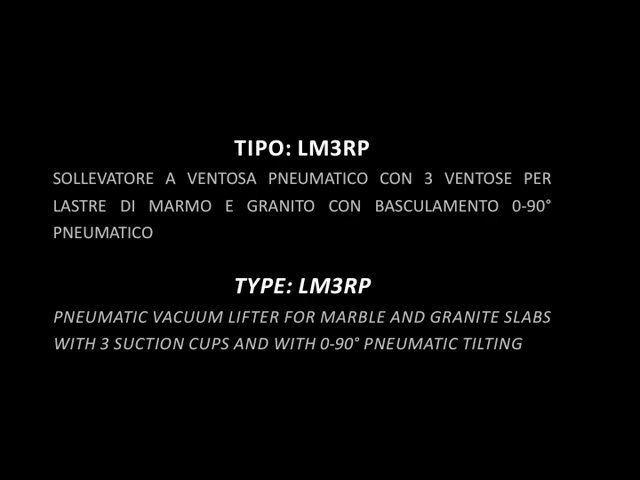 TIPO: LM3RP
SOLLEVATORE A VENTOSA PNEUMATICO CON 3 VENTOSE PER
LASTRE DI MARMO E GRANITO CON BASCULAMENTO 0-90°
PNEUMATICO
TYPE: LM3RP
PNEUMATIC VACUUM LIFTER FOR MARBLE AND GRANITE SLABS
WITH 3 SUCTION CUPS AND WITH 0-90° PNEUMATIC TILTING